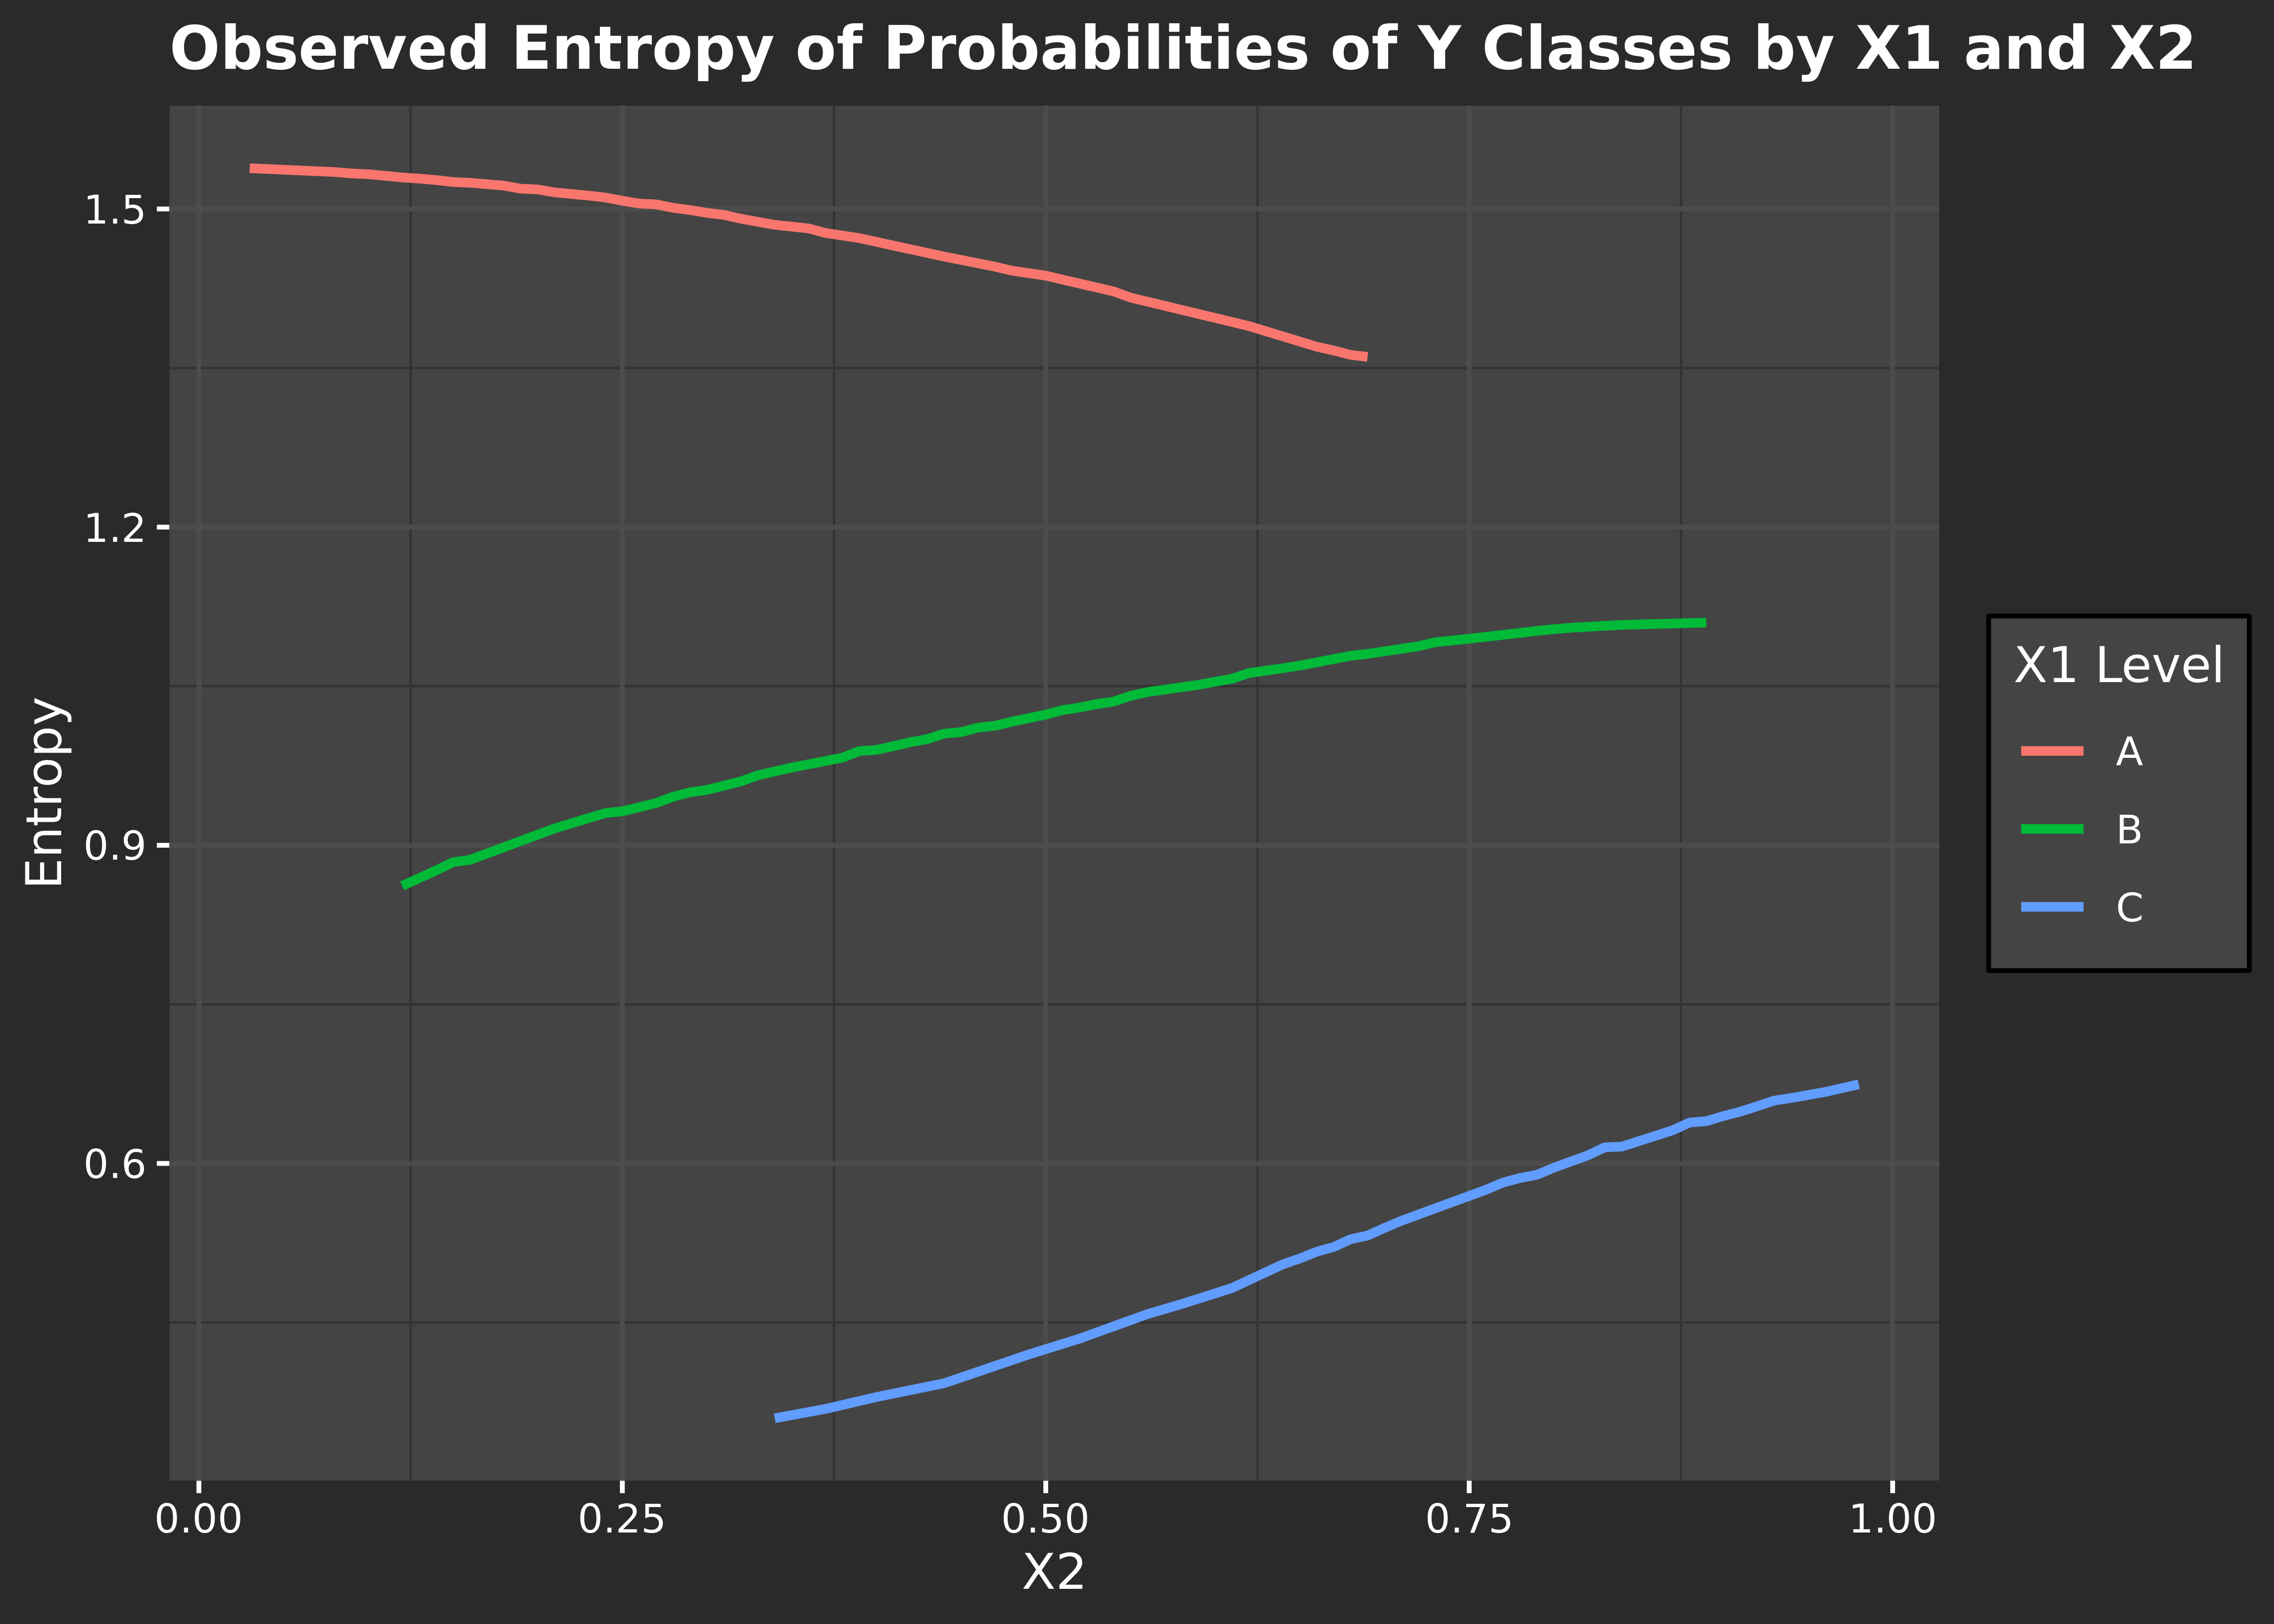 Observed Entropy of Probabilities of Y Classes by X1 and X2
1.5
1.2
0.9
0.6
Entropy
0.00 0.25 0.50 0.75 1.00
X2
X1 Level
A
B
C